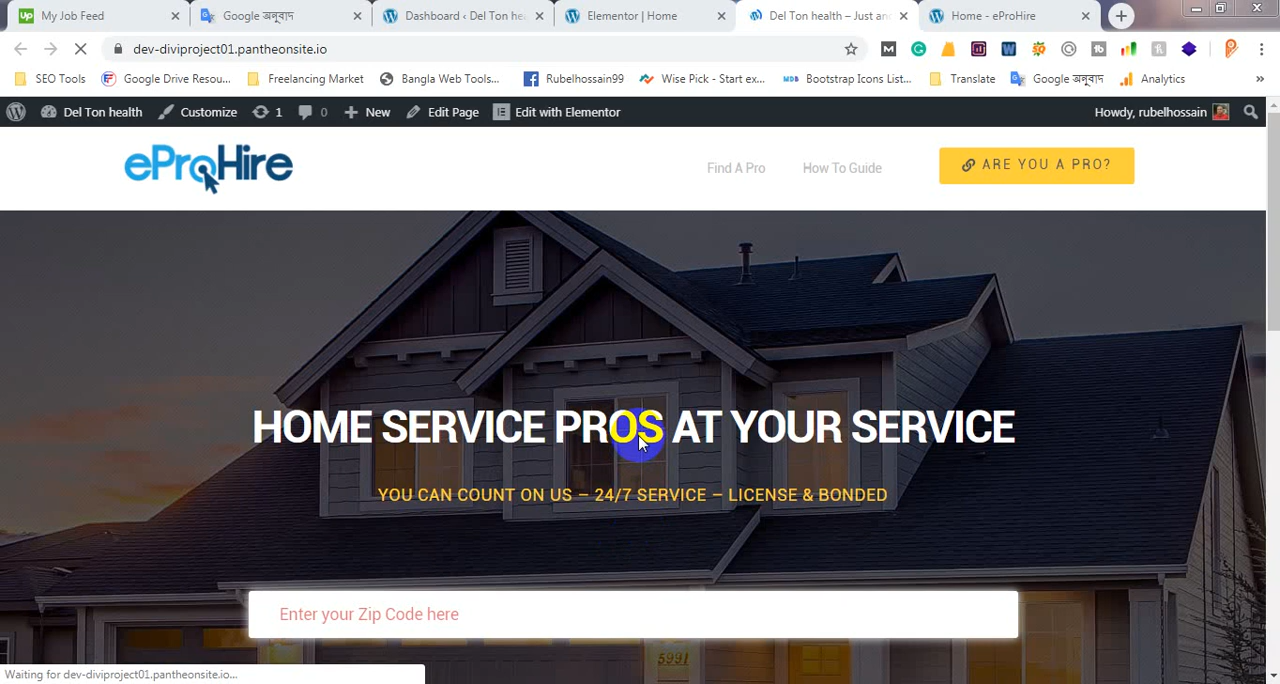 My Job Feed
Google অনুবাদ
Dashboard ‹ Del Ton he
Elementor | Home
Del Ton health – Just an
Home - eProHire
dev-diviproject01.pantheonsite.io
SEO Tools
Google Drive Resou...
Freelancing Market
Bangla Web Tools...
Rubelhossain99
Wise Pick - Start ex...
Bootstrap Icons List...
Translate
Google অনুবাদ
Analytics
Del Ton health
Customize
1
0
New
Edit Page
Edit with Elementor
Howdy, rubelhossain
eProHire
Find A Pro
How To Guide
ARE YOU A PRO?
HOME SERVICE PROS AT YOUR SERVICE
YOU CAN COUNT ON US – 24/7 SERVICE – LICENSE & BONDED
Enter your Zip Code here
5991
Waiting for dev-diviproject01.pantheonsite.io...